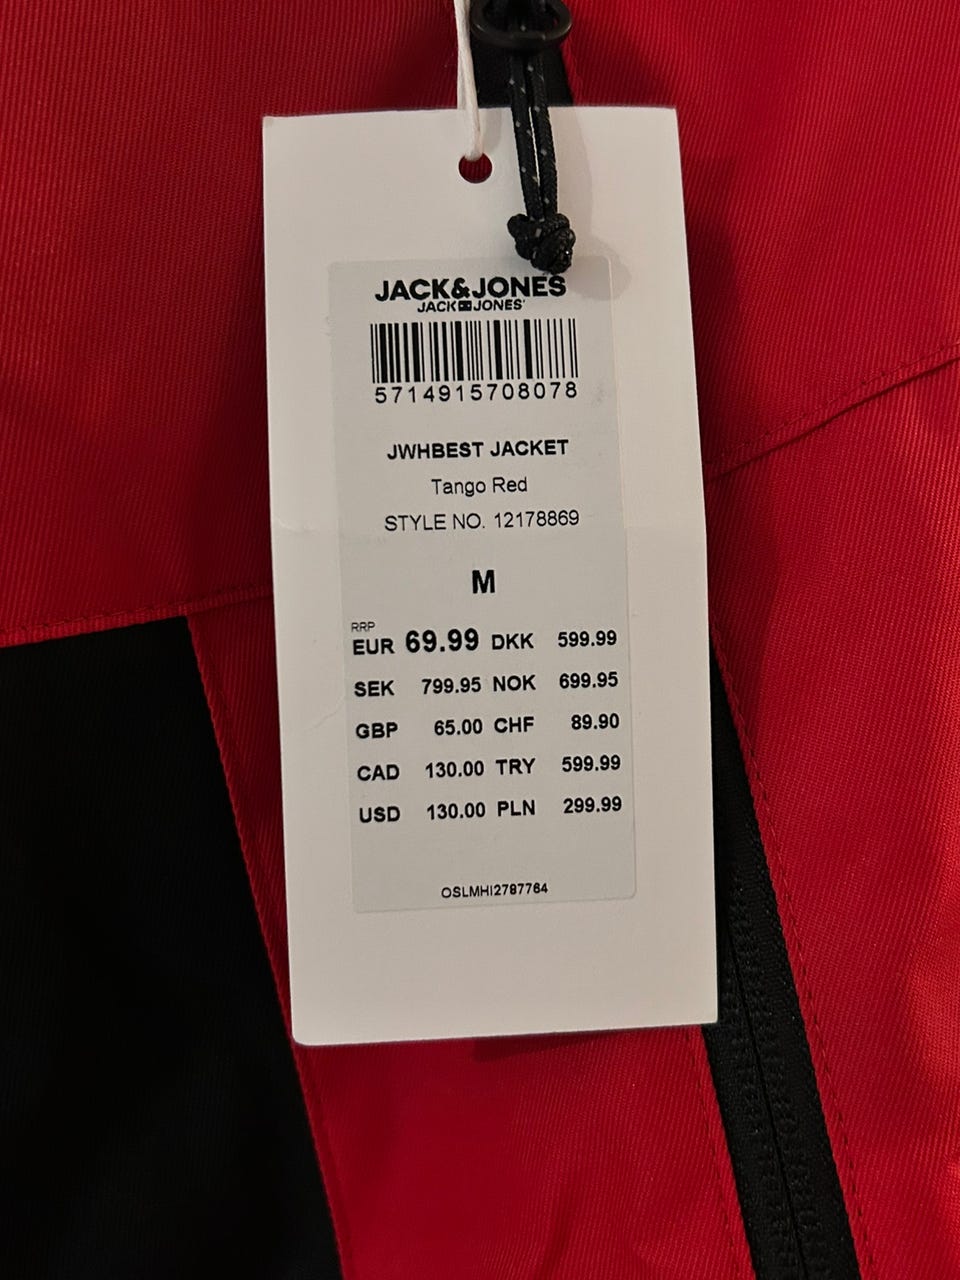 JACK&JONES
JACK JONES
5714915708078
JWHBEST JACKET
Tango Red
STYLE NO. 12178869
M
RRP
EUR 69.99 DKK 599.99
SEK 799.95 NOK 699.95
GBP 65.00 CHF 89.90
CAD 130.00 TRY 599.99
USD 130.00 PLN 299.99
OSLMHI2787764